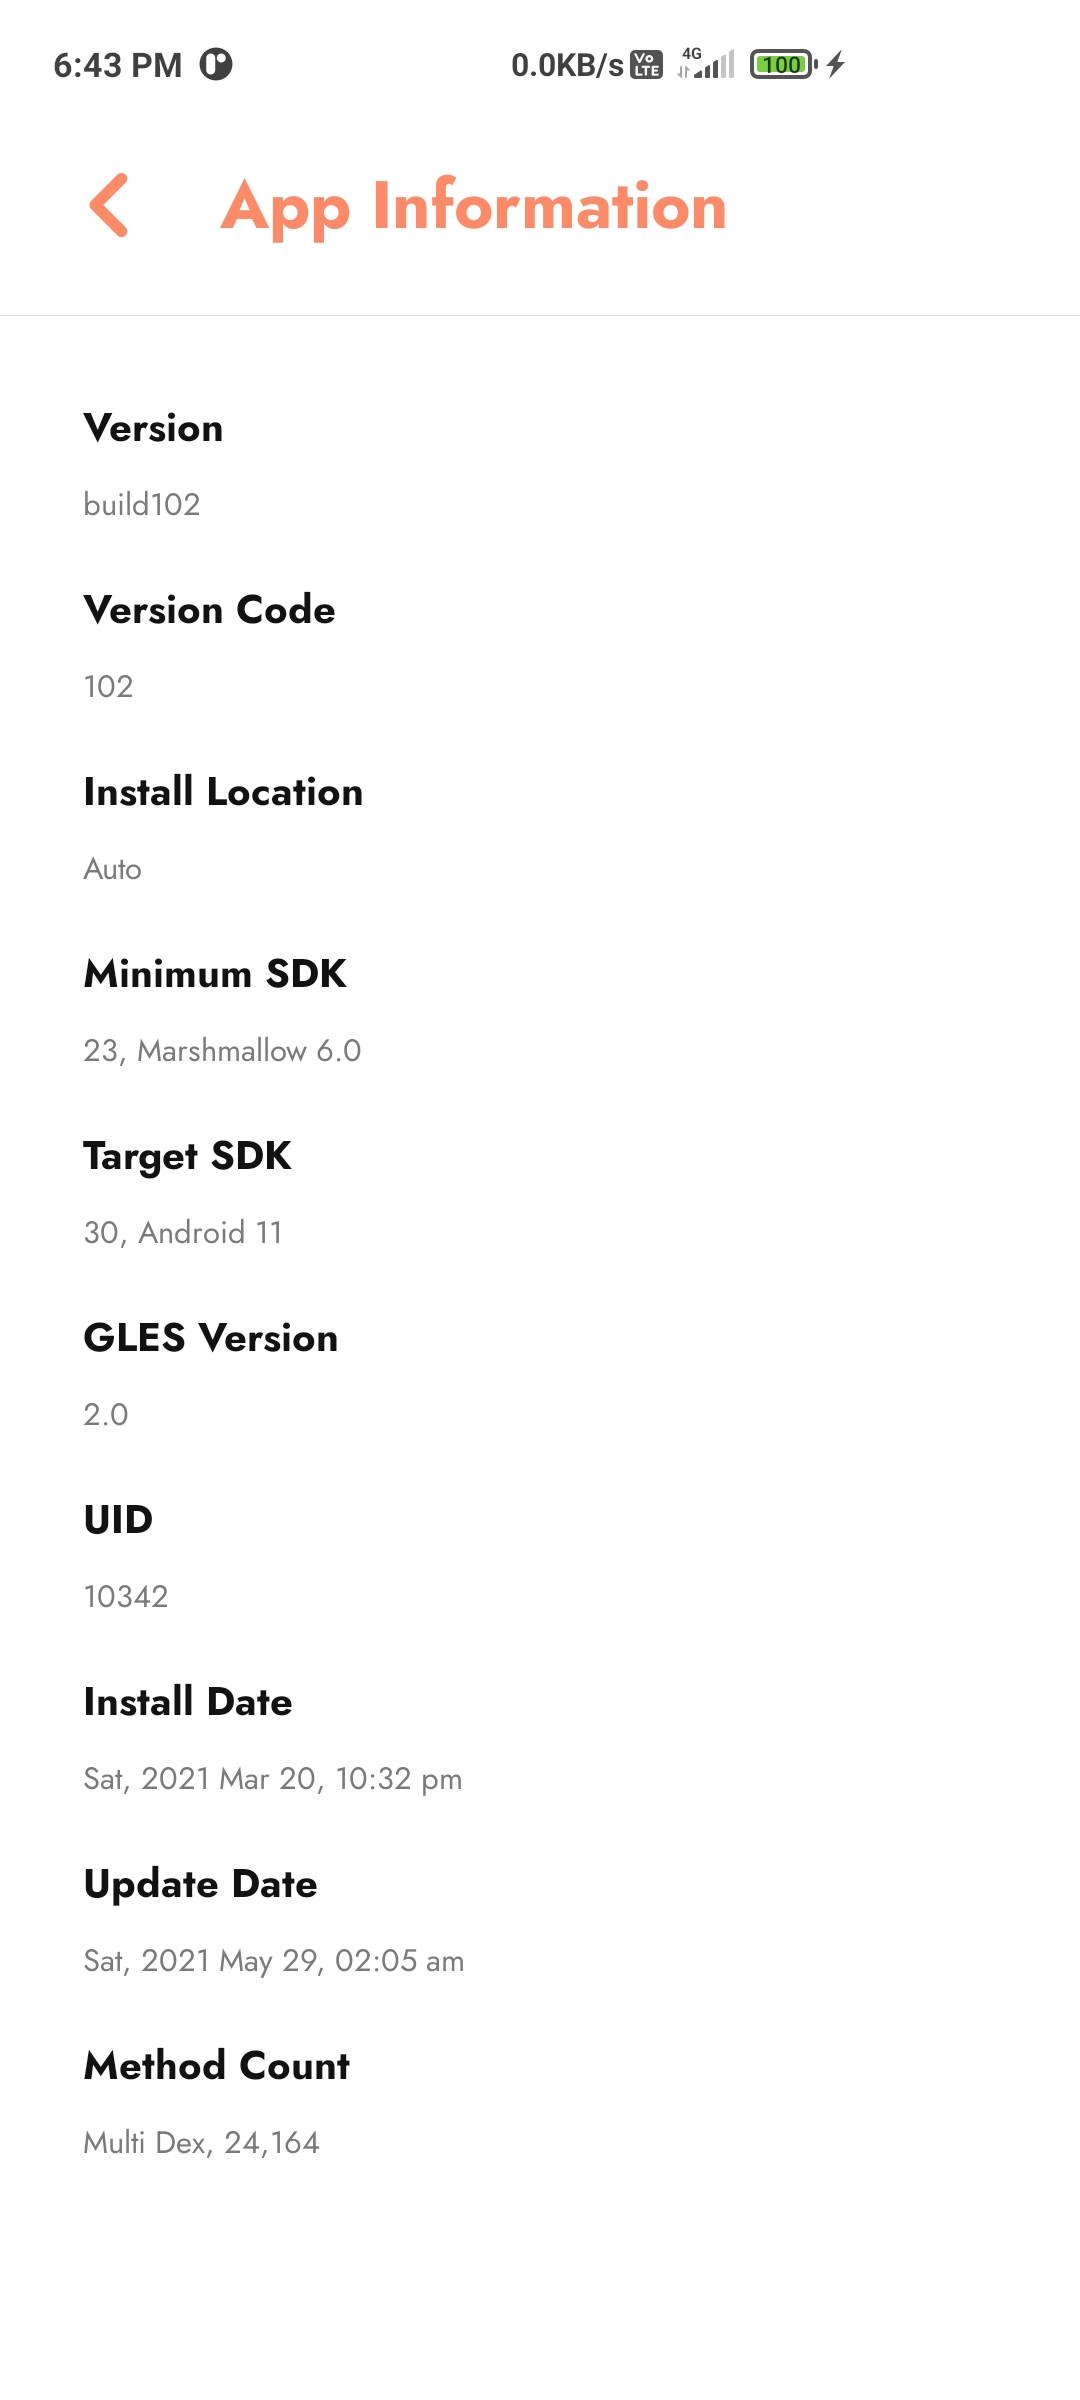 6:43 PM 0.0KB/s Vo LTE 4G 100
App Information
Version
build102
Version Code
102
Install Location
Auto
Minimum SDK
23, Marshmallow 6.0
Target SDK
30, Android 11
GLES Version
2.0
UID
10342
Install Date
Sat, 2021 Mar 20, 10:32 pm
Update Date
Sat, 2021 May 29, 02:05 am
Method Count
Multi Dex, 24,164